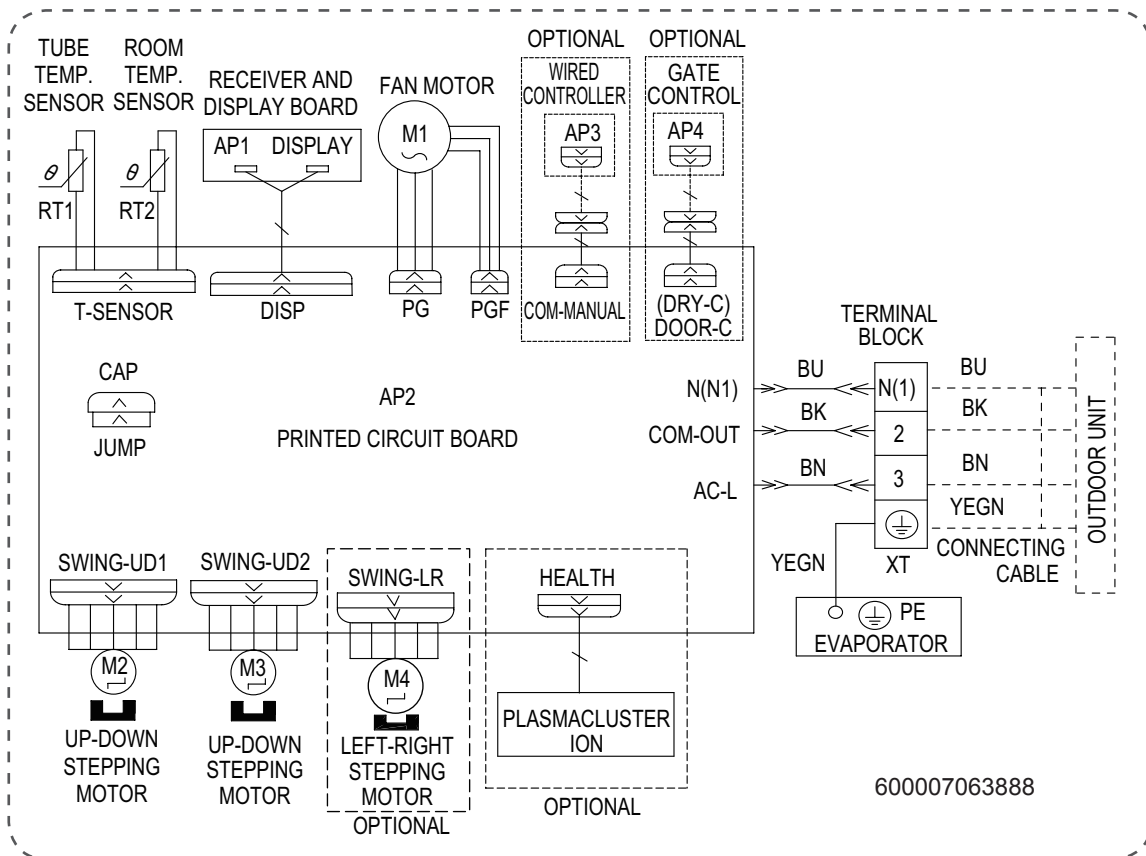 TUBE
TEMP.
SENSOR
ROOM
TEMP.
SENSOR
RECEIVER AND
DISPLAY BOARD
FAN MOTOR
OPTIONAL
WIRED
CONTROLLER
OPTIONAL
GATE
CONTROL
AP1 DISPLAY
M1
AP3
AP4
θ
RT1
θ
RT2
T-SENSOR
DISP
PG
PGF
COM-MANUAL
(DRY-C)
DOOR-C
TERMINAL
BLOCK
CAP
JUMP
AP2
PRINTED CIRCUIT BOARD
N(N1)
BU
N(1)
BU
COM-OUT
BK
2
BK
AC-L
BN
3
BN
YEGN
OUTDOOR UNIT
YEGN
XT
CONNECTING
CABLE
PE
EVAPORATOR
SWING-UD1
SWING-UD2
SWING-LR
HEALTH
M2
M3
M4
UP-DOWN
STEPPING
MOTOR
UP-DOWN
STEPPING
MOTOR
LEFT-RIGHT
STEPPING
MOTOR
OPTIONAL
PLASMACLUSTER
ION
OPTIONAL
600007063888